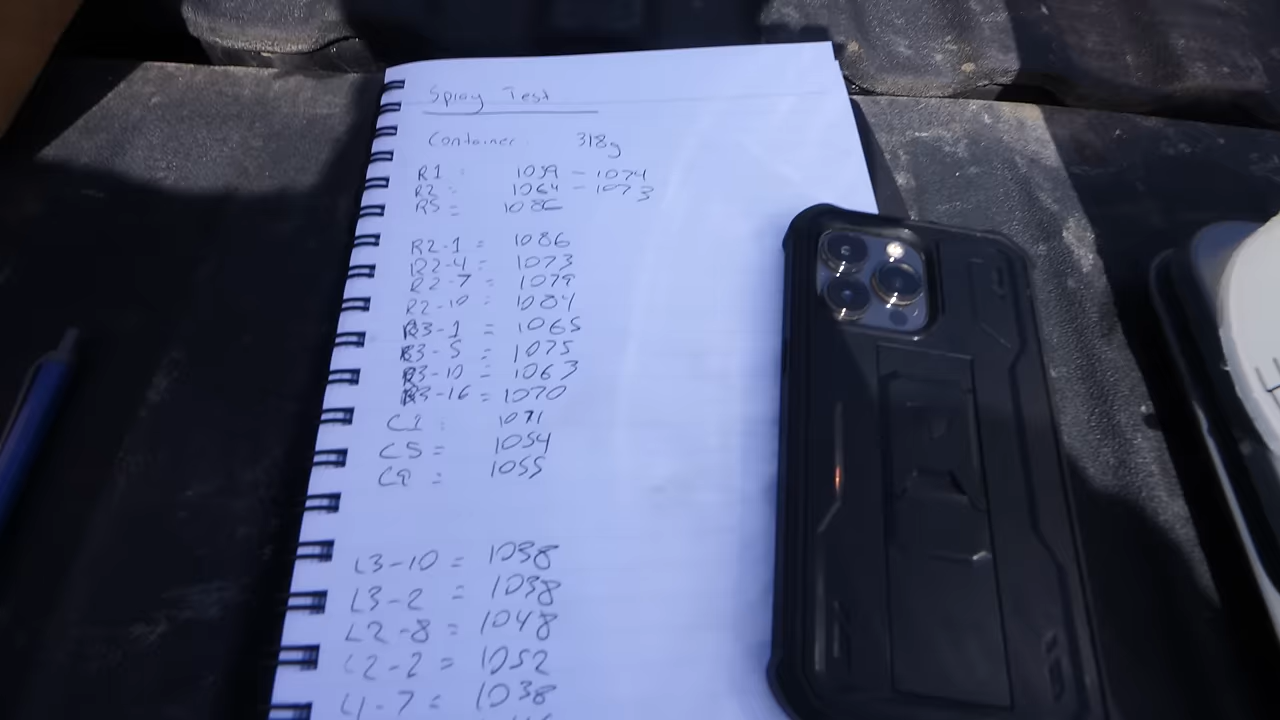 Spray Test
Container 318g
R1 : 1059 - 1074
R2 = 1064 - 1073
R3 = 1086
R2-1 = 1086
R2-4 = 1073
R2-7 = 1079
R2-10 = 1084
R3-1 = 1065
R3-5 = 1075
R3-10 = 1063
R3-16 = 1070
C2 : 1071
C5 = 1054
C9 = 1055
L3-10 = 1038
L3-2 = 1038
L2-8 = 1048
L2-2 = 1052
L1-7 = 1038